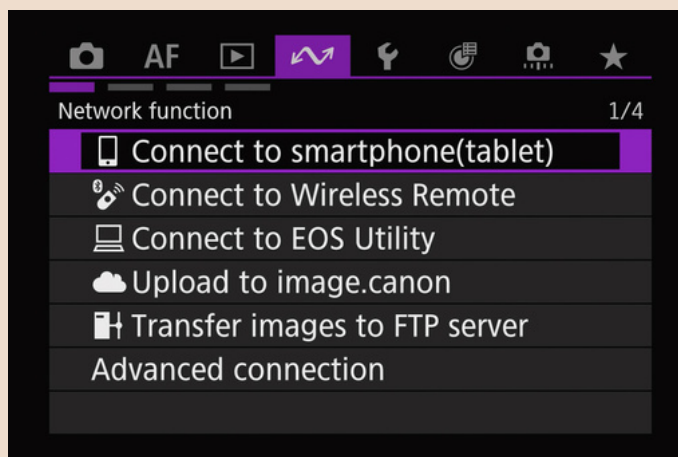 AF
Network function 1/4
Connect to smartphone(tablet)
Connect to Wireless Remote
Connect to EOS Utility
Upload to image.canon
Transfer images to FTP server
Advanced connection